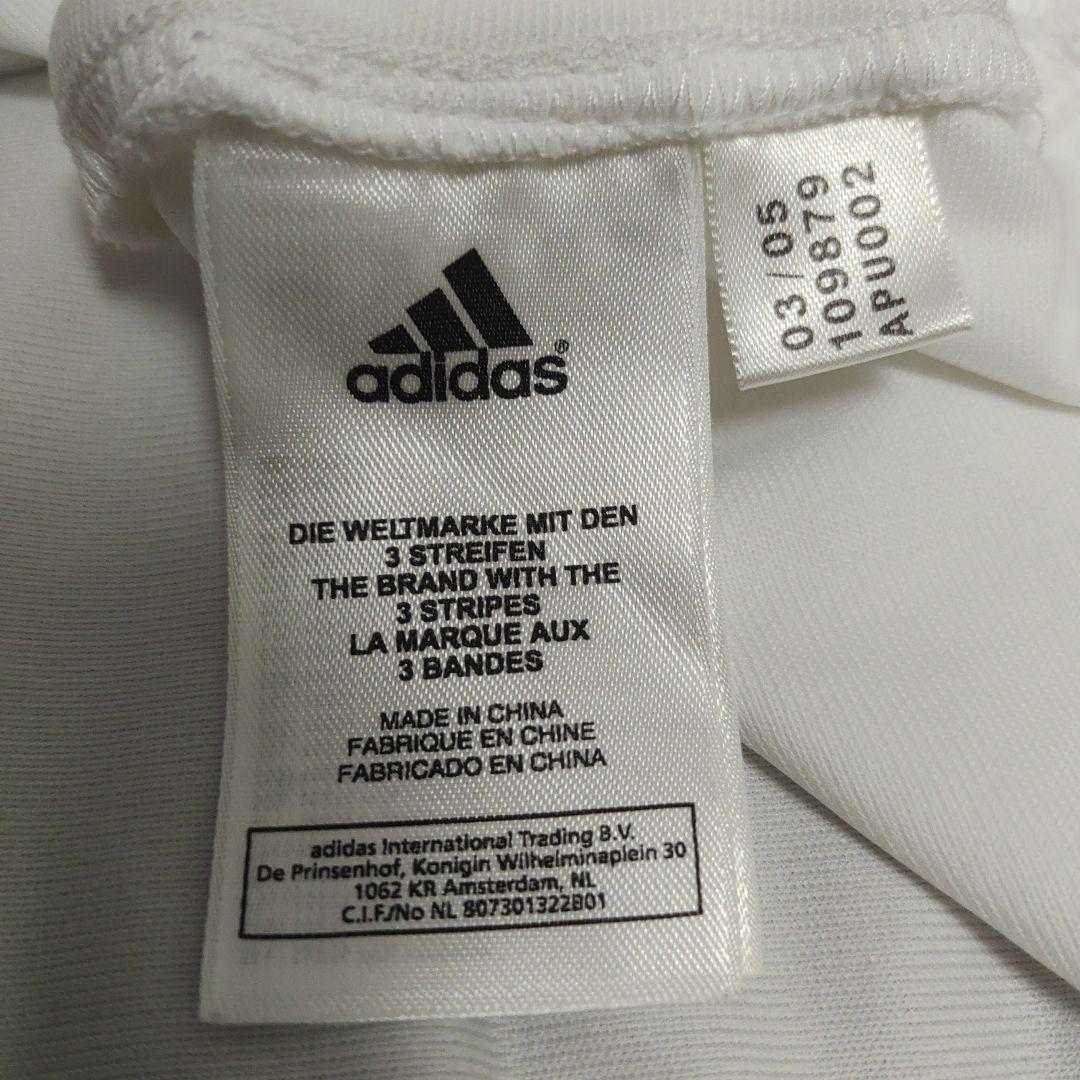 adidas®
DIE WELTMARKE MIT DEN
3 STREIFEN
THE BRAND WITH THE
3 STRIPES
LA MARQUE AUX
3 BANDES
MADE IN CHINA
FABRIQUE EN CHINE
FABRICADO EN CHINA
adidas International Trading B.V.
De Prinsenhof, Konigin Wilhelminaplein 30
1062 KR Amsterdam, NL
C.I.F./No NL 807301322B01
03/05
109879
APU002